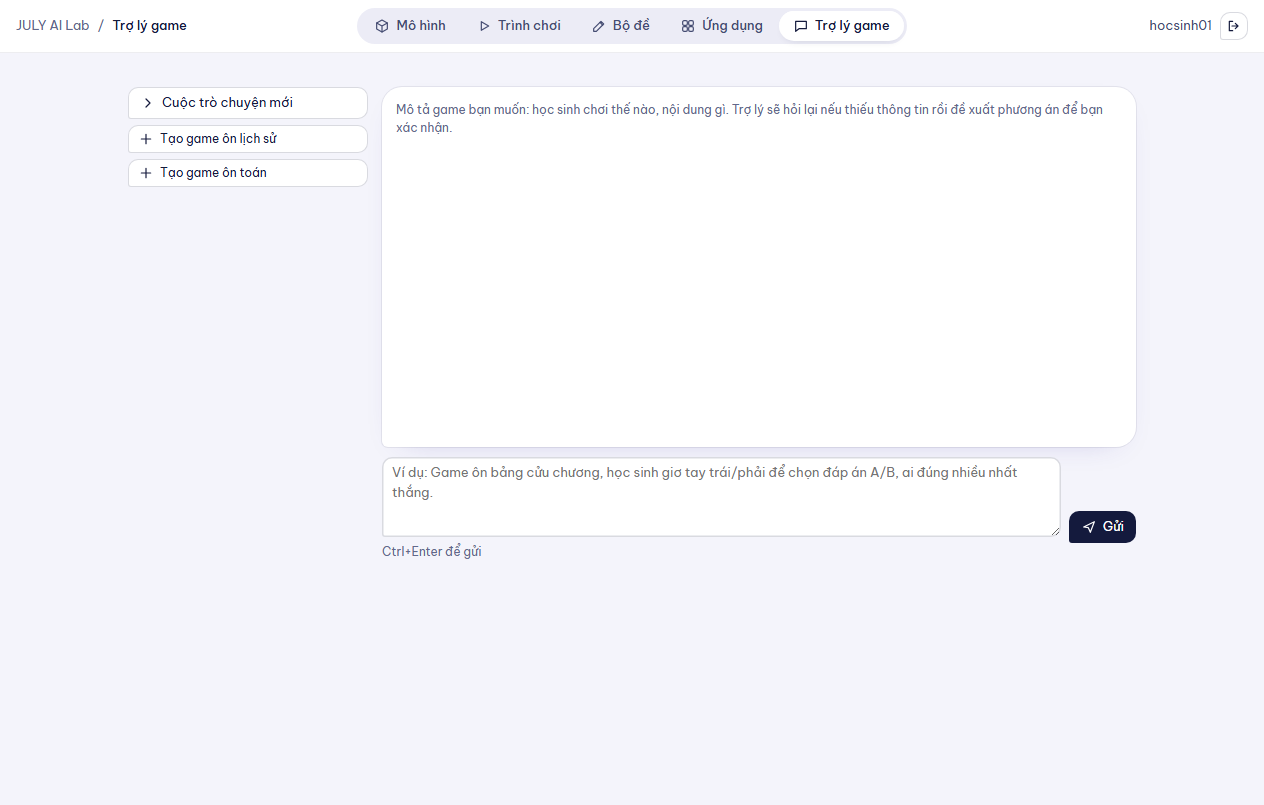 JULY AI Lab / Trợ lý game
Mô hình
Trình chơi
Bộ đề
Ứng dụng
Trợ lý game
hocsinh01
Cuộc trò chuyện mới
Tạo game ôn lịch sử
Tạo game ôn toán
Mô tả game bạn muốn: học sinh chơi thế nào, nội dung gì. Trợ lý sẽ hỏi lại nếu thiếu thông tin rồi đề xuất phương án để bạn
xác nhận.
Ví dụ: Game ôn bảng cửu chương, học sinh giơ tay trái/phải để chọn đáp án A/B, ai đúng nhiều nhất
thắng.
Gửi
Ctrl+Enter để gửi